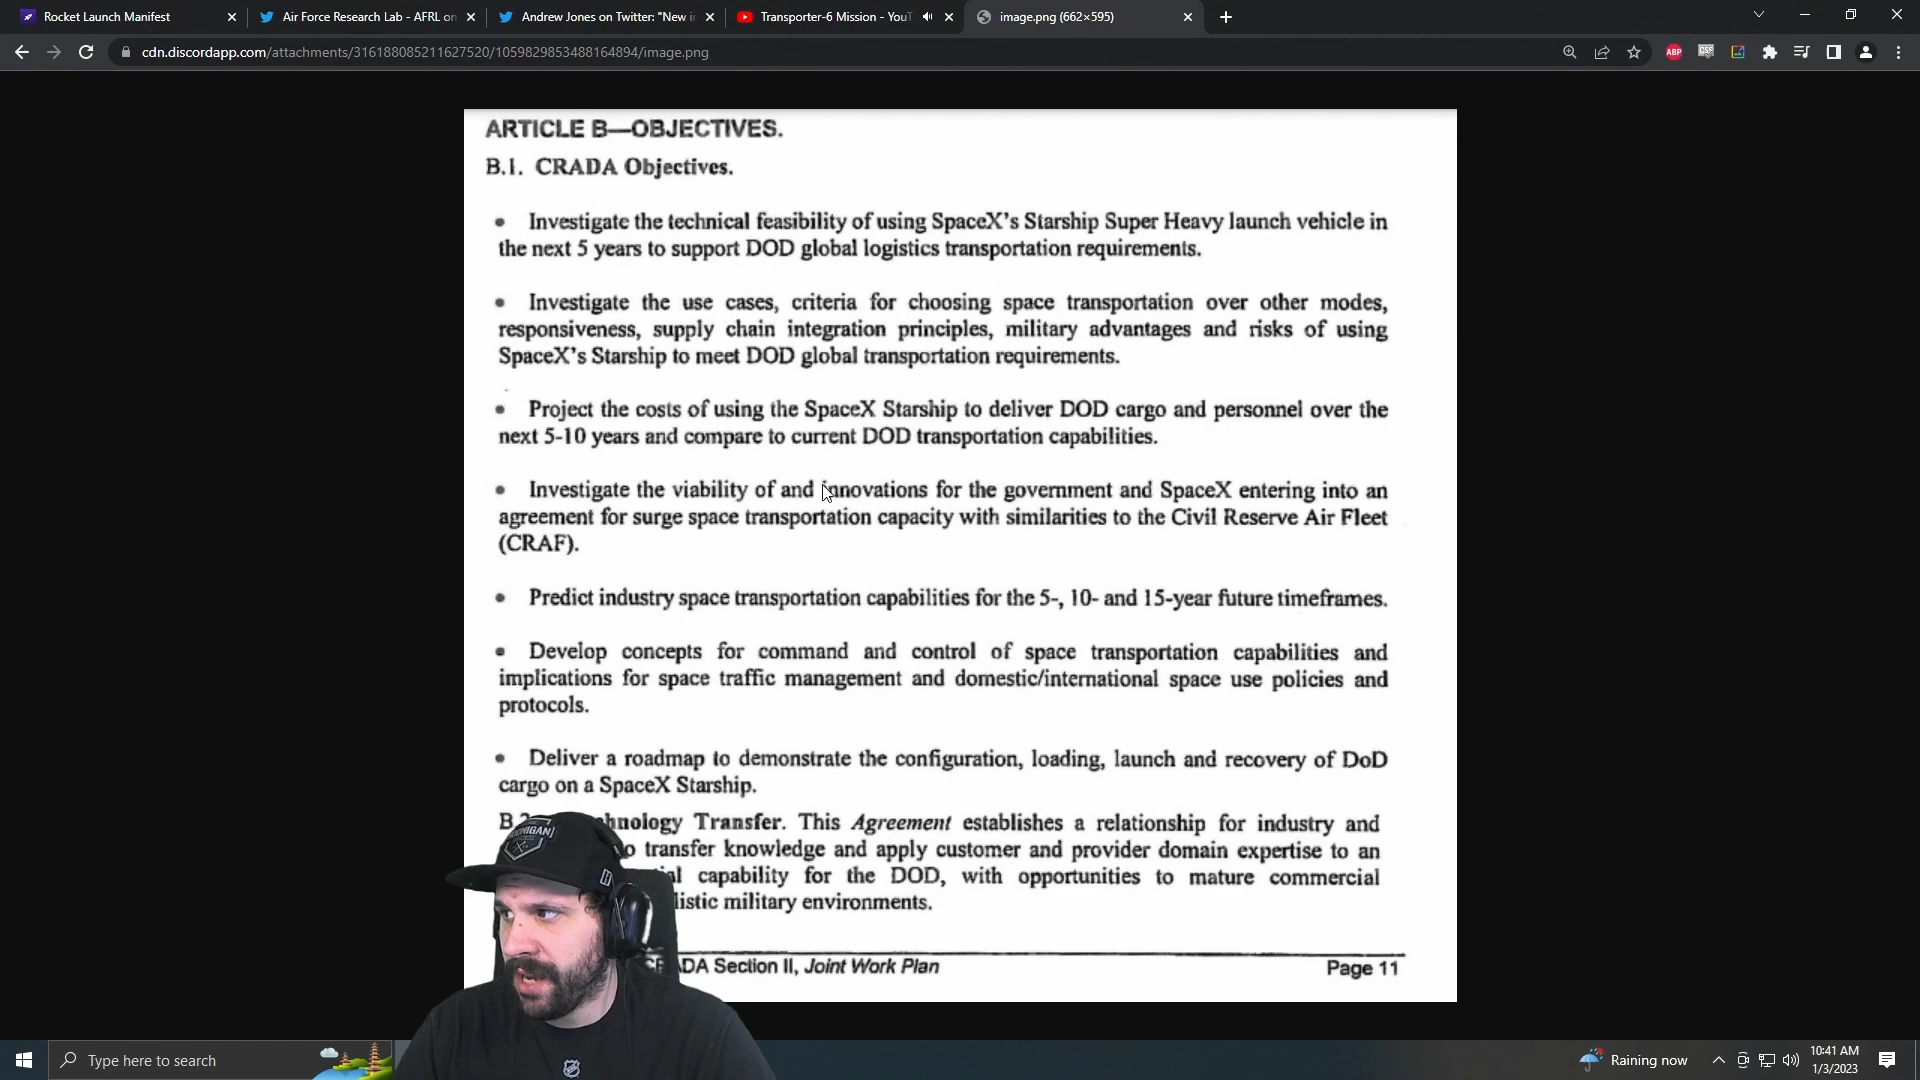 Rocket Launch Manifest
Air Force Research Lab - AFRL on
Andrew Jones on Twitter: "New in
Transporter-6 Mission - YouT
image.png (662×595)
cdn.discordapp.com/attachments/316188085211627520/1059829853488164894/image.png
ABP
ARTICLE B—OBJECTIVES.
B.1. CRADA Objectives.
• Investigate the technical feasibility of using SpaceX's Starship Super Heavy launch vehicle in
the next 5 years to support DOD global logistics transportation requirements.
• Investigate the use cases, criteria for choosing space transportation over other modes,
responsiveness, supply chain integration principles, military advantages and risks of using
SpaceX's Starship to meet DOD global transportation requirements.
• Project the costs of using the SpaceX Starship to deliver DOD cargo and personnel over the
next 5-10 years and compare to current DOD transportation capabilities.
• Investigate the viability of and innovations for the government and SpaceX entering into an
agreement for surge space transportation capacity with similarities to the Civil Reserve Air Fleet
(CRAF).
• Predict industry space transportation capabilities for the 5-, 10- and 15-year future timeframes.
• Develop concepts for command and control of space transportation capabilities and
implications for space traffic management and domestic/international space use policies and
protocols.
• Deliver a roadmap to demonstrate the configuration, loading, launch and recovery of DoD
cargo on a SpaceX Starship.
Transfer. This Agreement establishes a relationship for industry and
transfer knowledge and apply customer and provider domain expertise to an
capability for the DOD, with opportunities to mature commercial
military environments.
Section II, Joint Work Plan
Page 11
Type here to search
Raining now
10:41 AM
1/3/2023